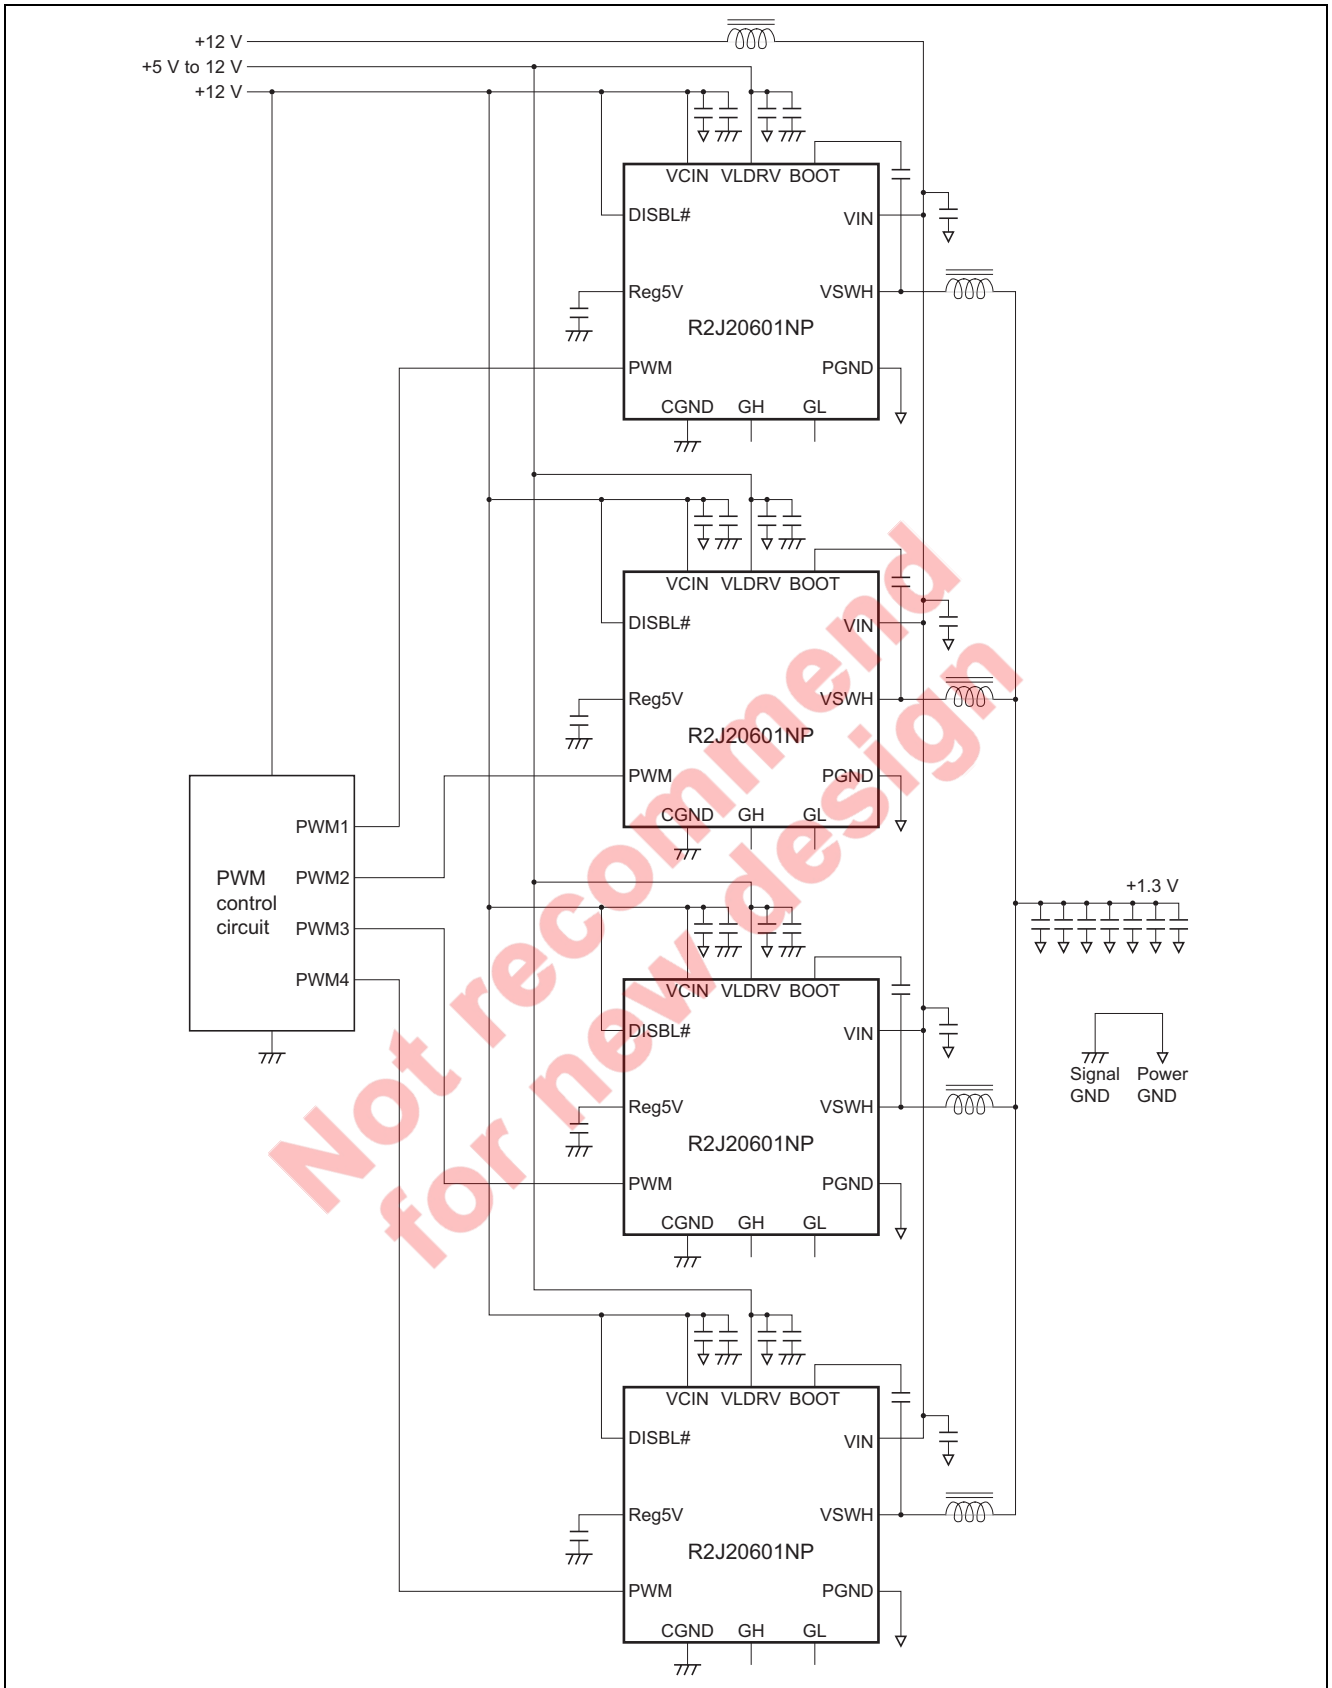 +12 V
+5 V to 12 V
+12 V
VCIN VLDRV BOOT
DISBL#
VIN
Reg5V
VSWH
R2J20601NP
PWM
PGND
CGND GH GL
VCIN VLDRV BOOT
DISBL#
VIN
Reg5V
VSWH
R2J20601NP
PWM
PGND
CGND GH GL
PWM control circuit
PWM1
PWM2
PWM3
PWM4
+1.3 V
VCIN VLDRV BOOT
DISBL#
VIN
Reg5V
VSWH
R2J20601NP
PWM
PGND
CGND GH GL
Signal GND
Power GND
VCIN VLDRV BOOT
DISBL#
VIN
Reg5V
VSWH
R2J20601NP
PWM
PGND
CGND GH GL
Not recommend
for new design